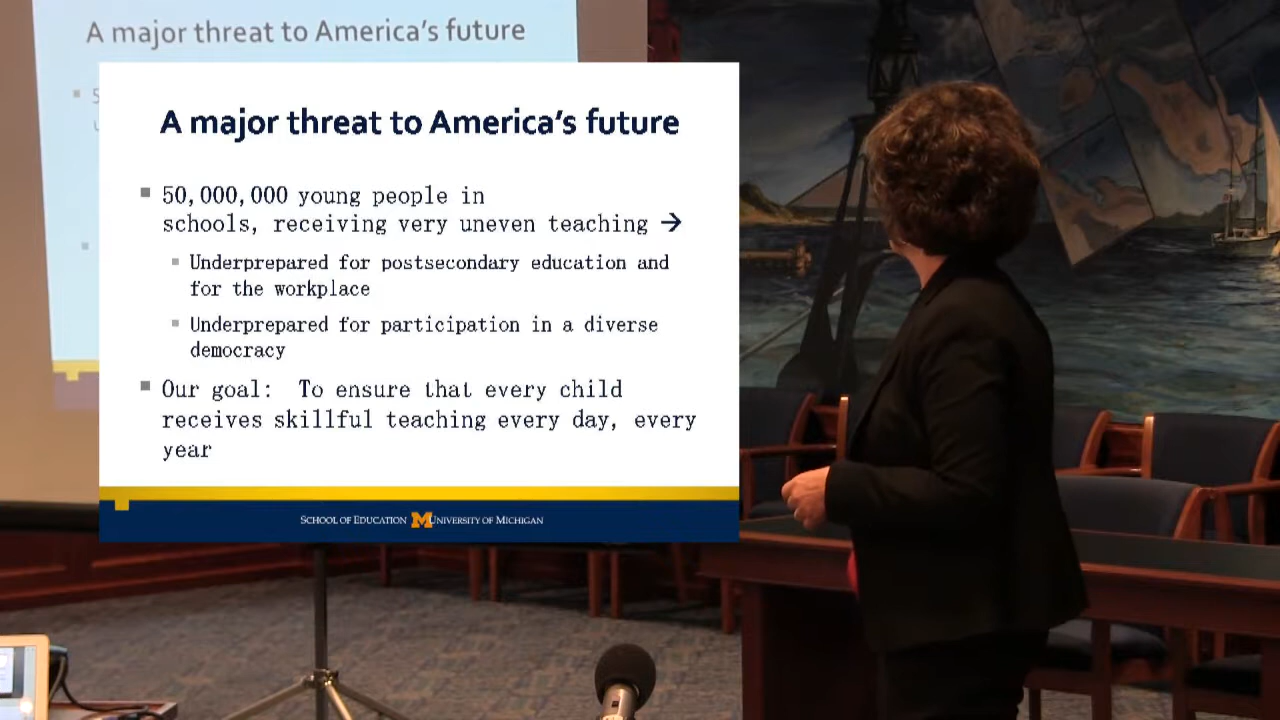 A major threat to America's future
A major threat to America's future
50,000,000 young people in
schools, receiving very uneven teaching →
Underprepared for postsecondary education and
for the workplace
Underprepared for participation in a diverse
democracy
Our goal: To ensure that every child
receives skillful teaching every day, every
year
SCHOOL OF EDUCATION M UNIVERSITY OF MICHIGAN